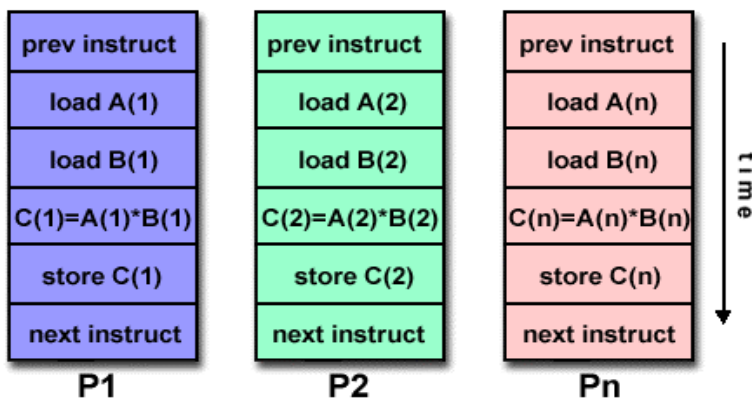 prev instruct
load A(1)
load B(1)
C(1)=A(1)*B(1)
store C(1)
next instruct
P1
prev instruct
load A(2)
load B(2)
C(2)=A(2)*B(2)
store C(2)
next instruct
P2
prev instruct
load A(n)
load B(n)
C(n)=A(n)*B(n)
store C(n)
next instruct
Pn
time